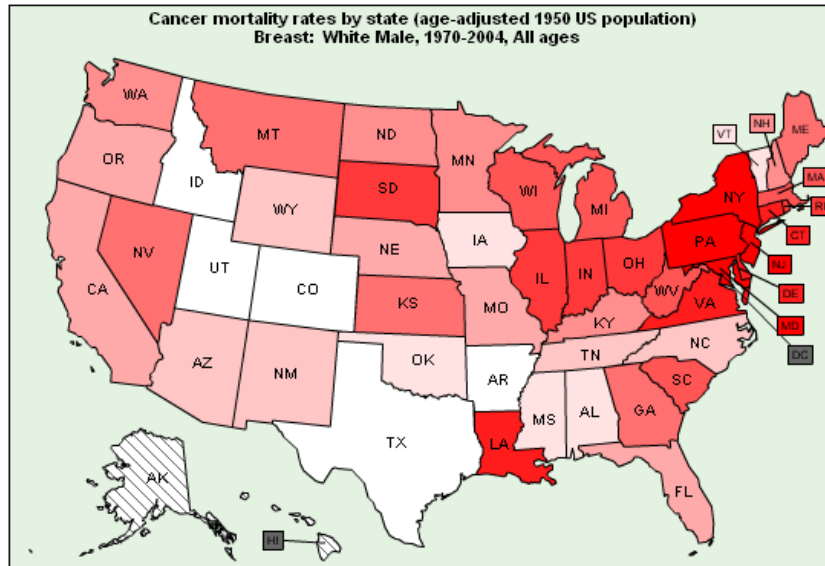 Cancer mortality rates by state (age-adjusted 1950 US population)
Breast: White Male, 1970-2004, All ages
WA
MT
ND
MN
VT
NH
ME
OR
ID
SD
WI
MI
NY
MA
RI
WY
IA
PA
CT
NV
NE
IL
IN
OH
NJ
UT
CO
WV
DE
CA
KS
MO
VA
MD
KY
DC
AZ
NM
OK
TN
NC
AR
SC
MS
AL
GA
TX
LA
AK
FL
HI